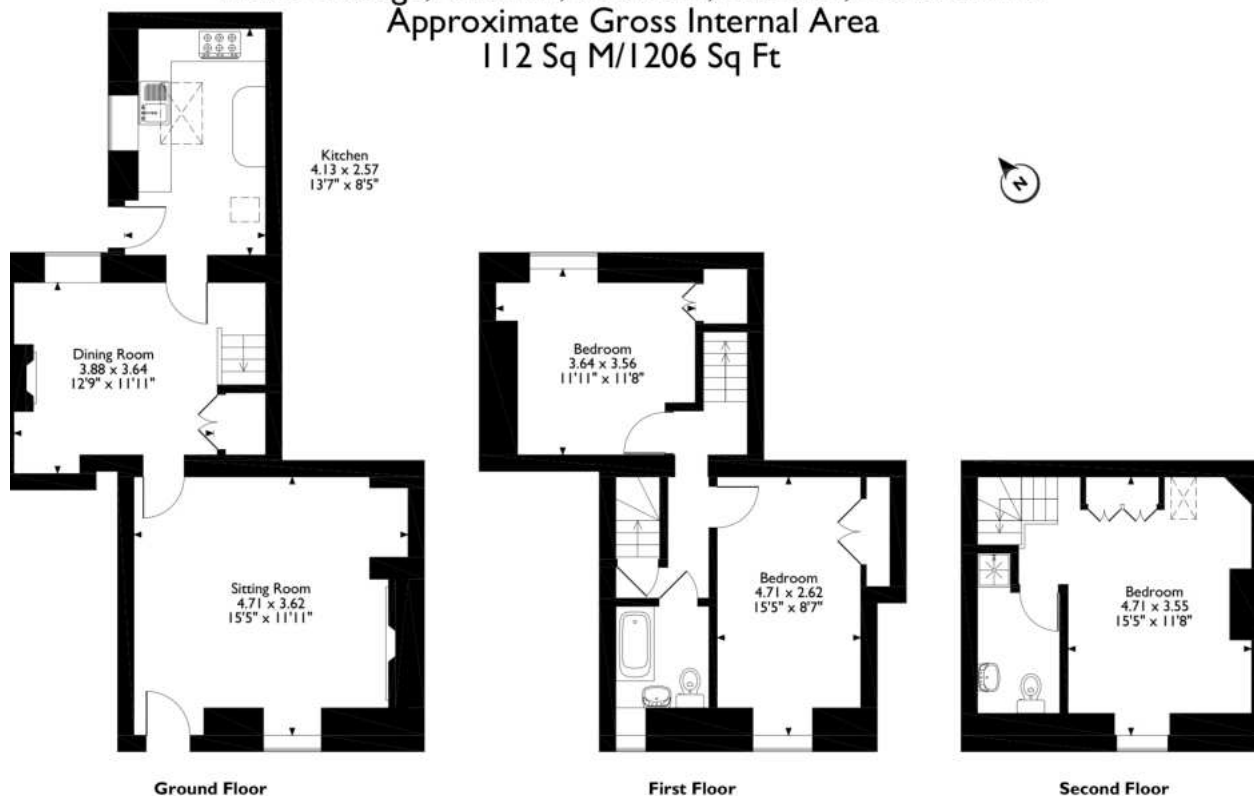 Approximate Gross Internal Area
112 Sq M/1206 Sq Ft
Kitchen
4.13 x 2.57
13'7" x 8'5"
N
Dining Room
3.88 x 3.64
12'9" x 11'11"
Bedroom
3.64 x 3.56
11'11" x 11'8"
Sitting Room
4.71 x 3.62
15'5" x 11'11"
Bedroom
4.71 x 2.62
15'5" x 8'7"
Bedroom
4.71 x 3.55
15'5" x 11'8"
Ground Floor
First Floor
Second Floor